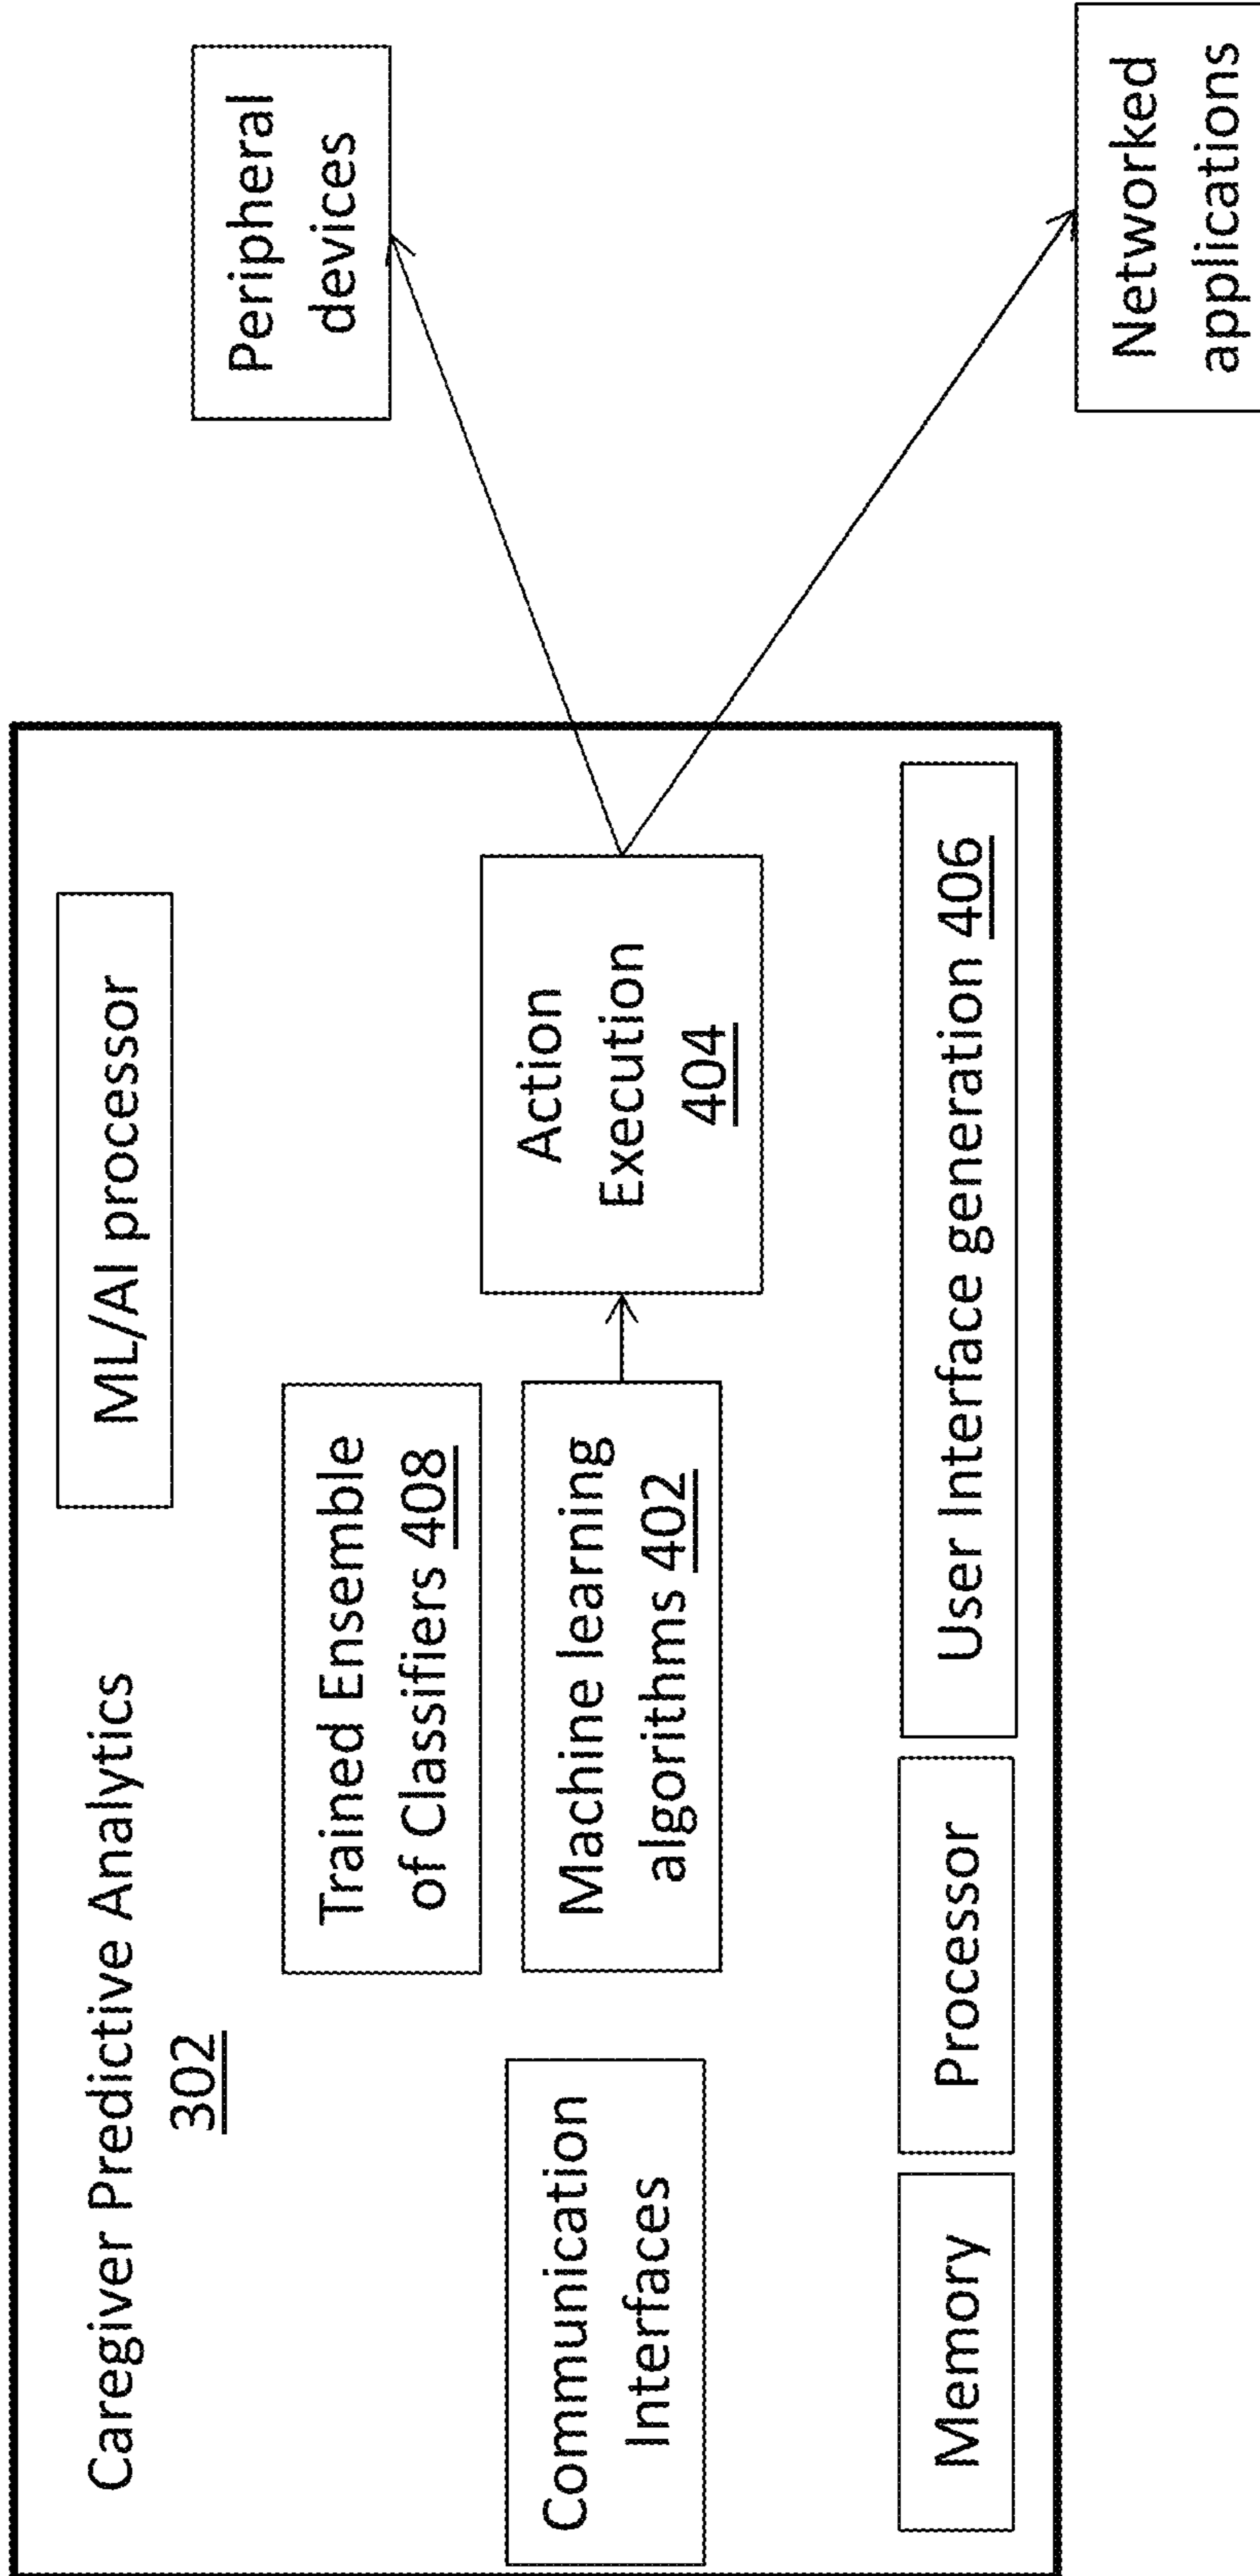 Caregiver Predictive Analytics
302
ML/AI processor
Peripheral
devices
Trained Ensemble
of Classifiers 408
Communication
Interfaces
Machine learning
algorithms 402
Action
Execution
404
Memory
Processor
User Interface generation 406
Networked
applications